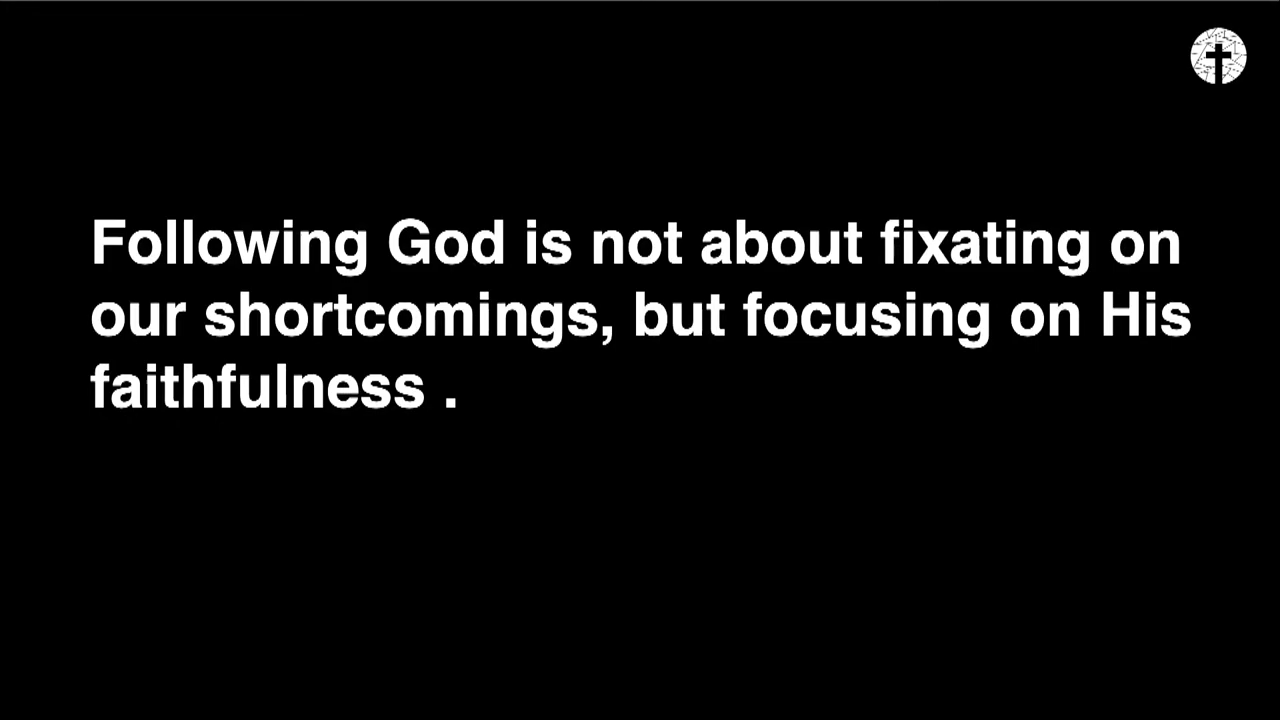 Following God is not about fixating on
our shortcomings, but focusing on His
faithfulness .